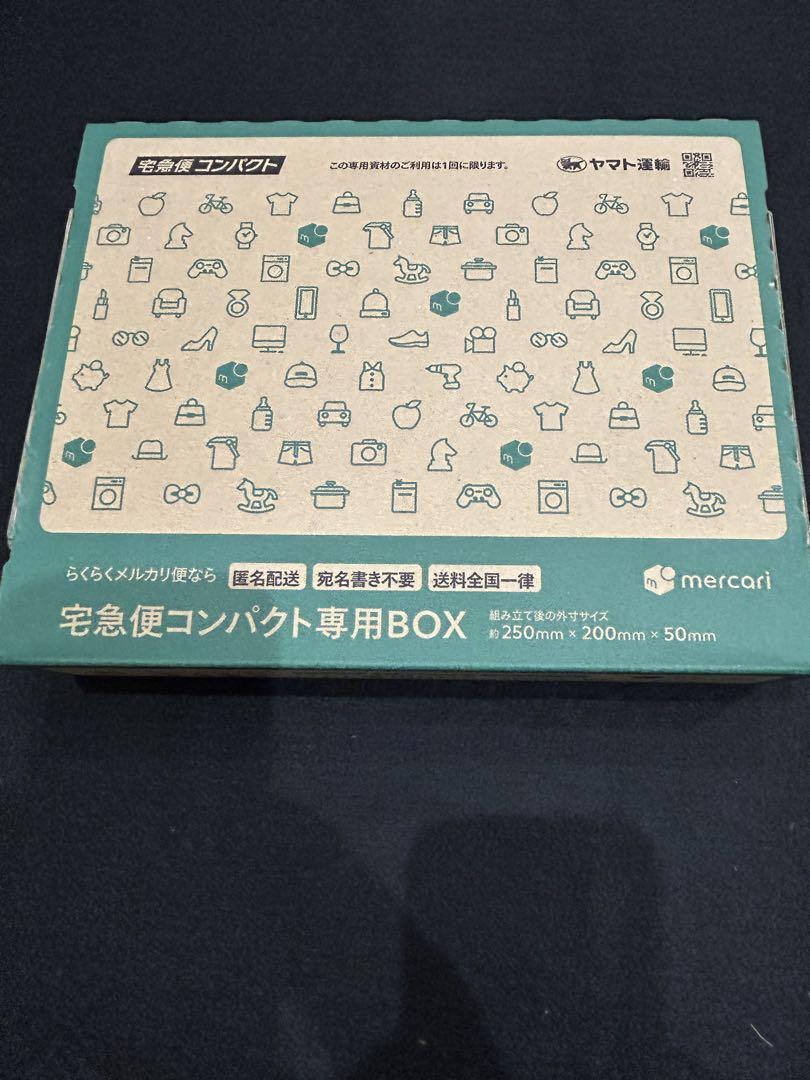 宅急便 コンパクト
この専用資材のご利用は1回に限ります。
ヤマト運輸
らくらくメルカリ便なら 匿名配送 宛名書き不要 送料全国一律
mercari
宅急便コンパクト専用BOX
組み立て後の外寸サイズ
約250mm×200mm×50mm